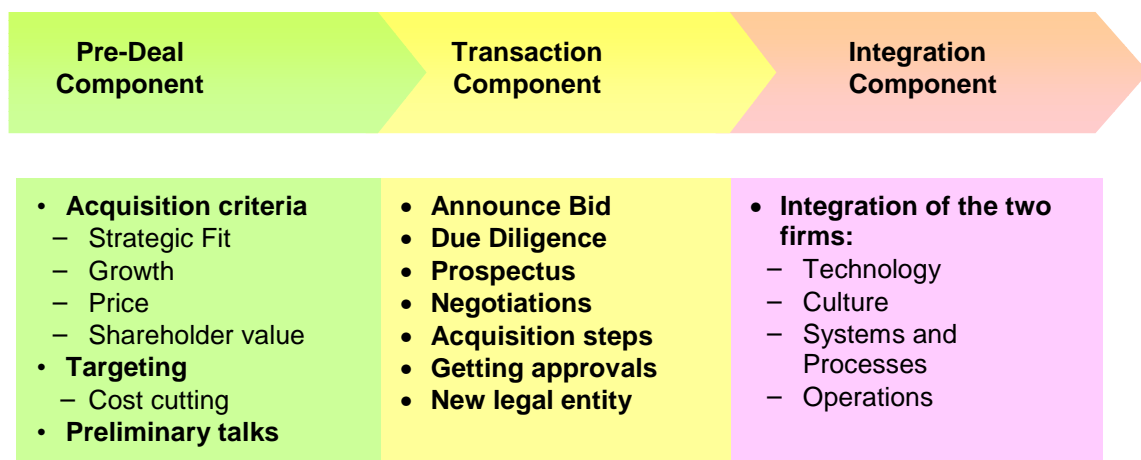 Pre-Deal
Component
Transaction
Component
Integration
Component
• Acquisition criteria
– Strategic Fit
– Growth
– Price
– Shareholder value
• Targeting
– Cost cutting
• Preliminary talks
• Announce Bid
• Due Diligence
• Prospectus
• Negotiations
• Acquisition steps
• Getting approvals
• New legal entity
• Integration of the two
firms:
– Technology
– Culture
– Systems and
Processes
– Operations